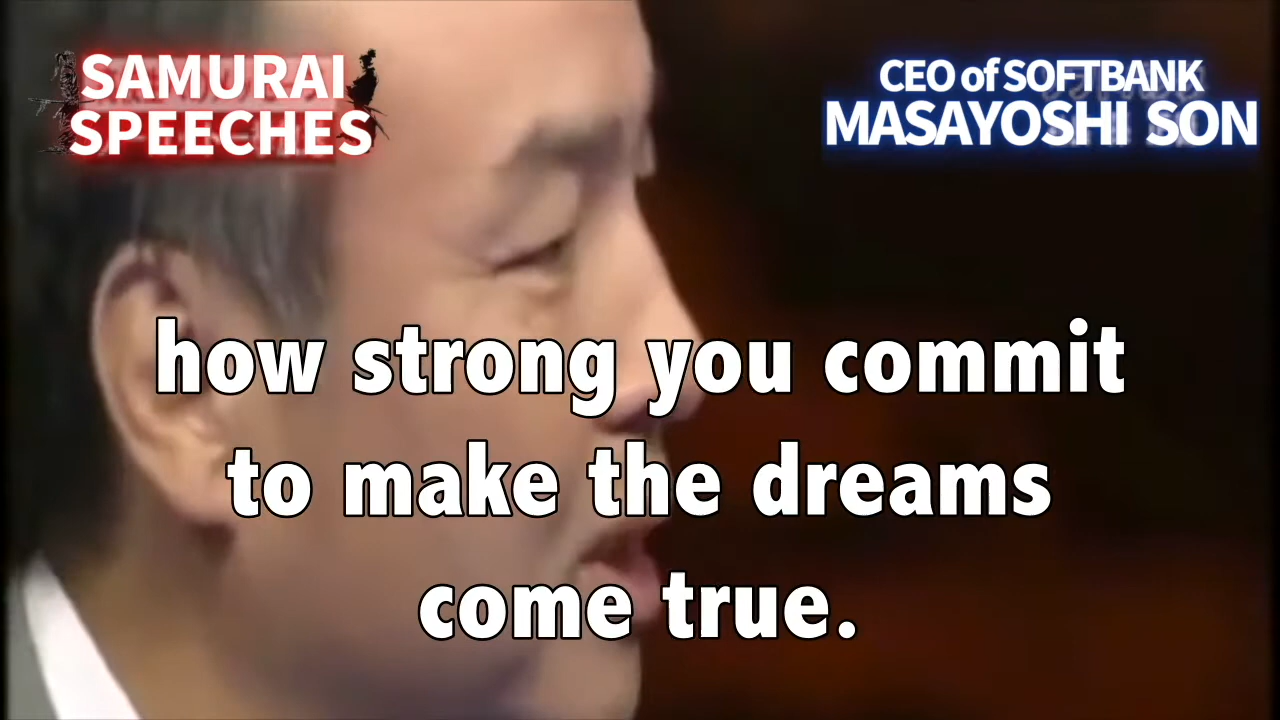 SAMURAI
SPEECHES
CEO of SOFTBANK
MASAYOSHI SON
how strong you commit
to make the dreams
come true.